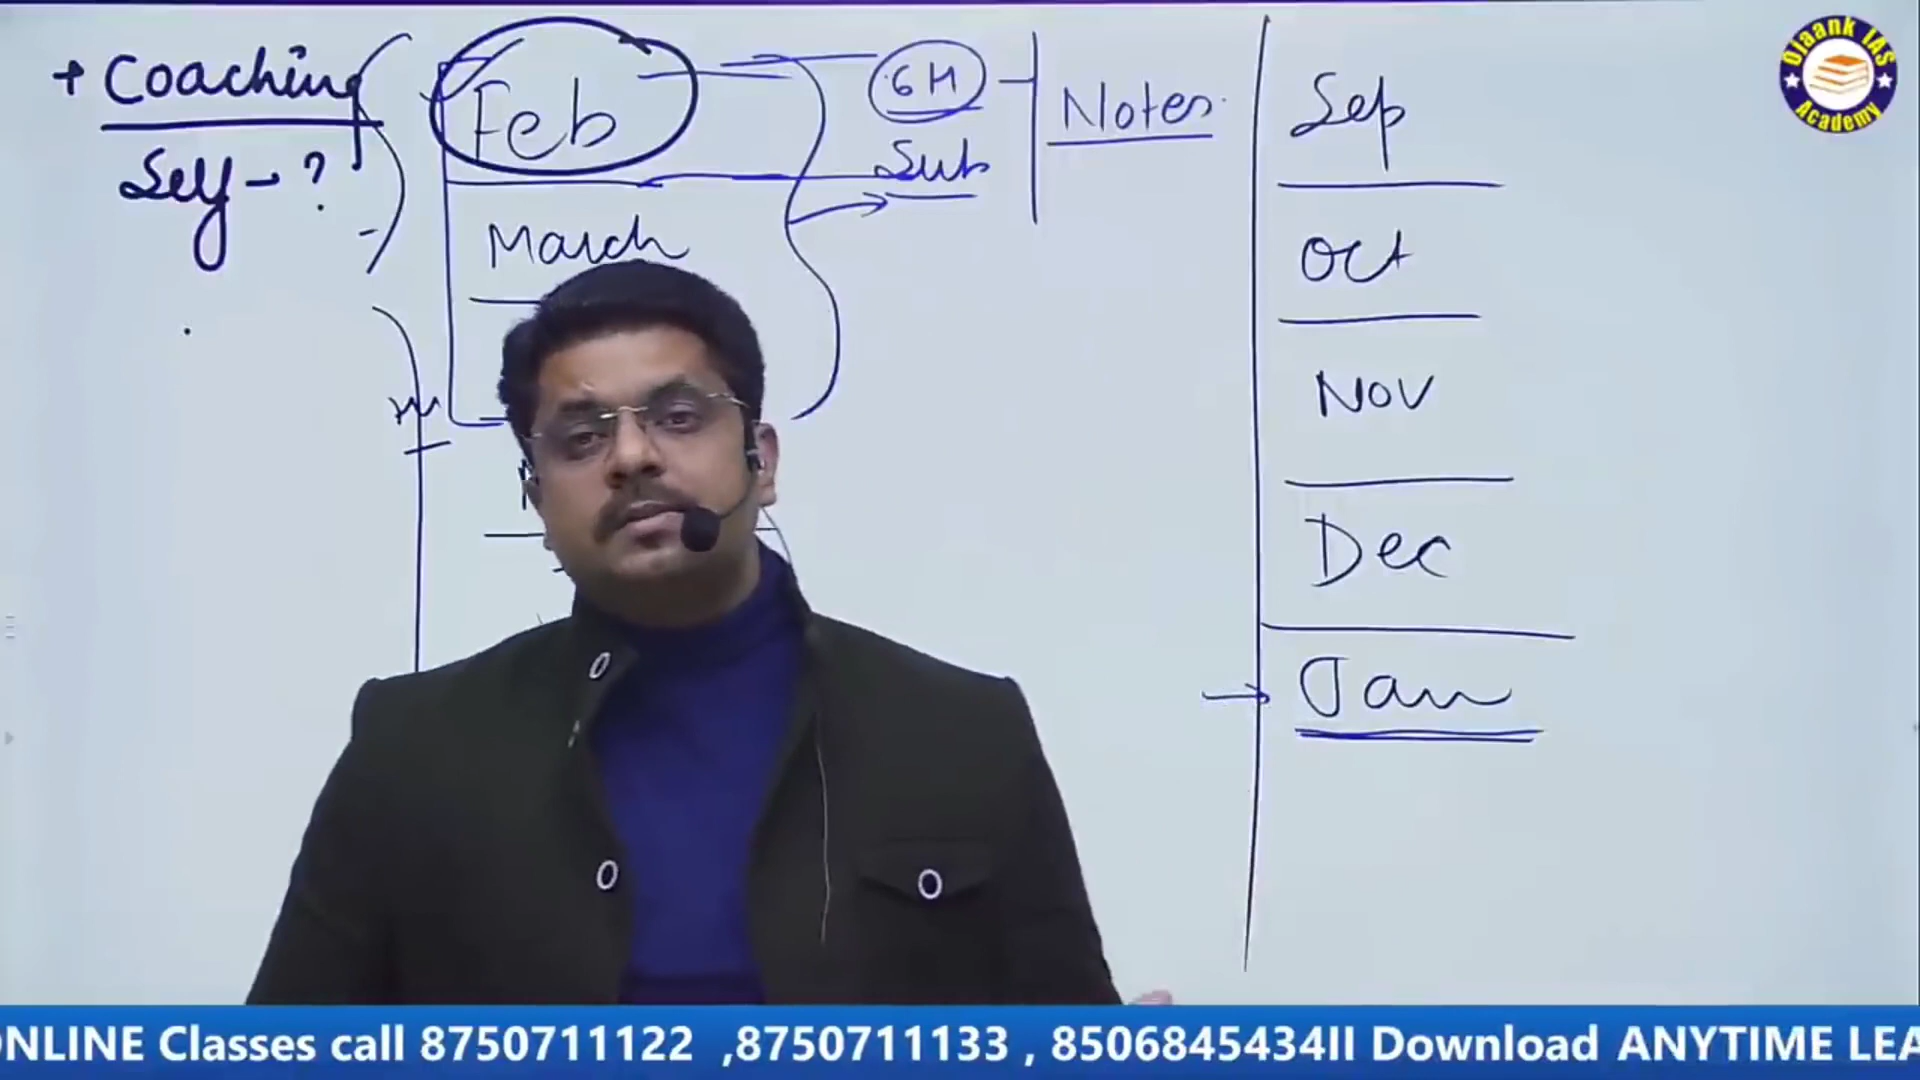 + Coaching
Self - ?
Feb
March
6M
Sub
Notes
Sep
Oct
Nov
Dec
Jan
Ojaank IAS
Academy
ONLINE Classes call 8750711122 ,8750711133 , 8506845434II Download ANYTIME LEA